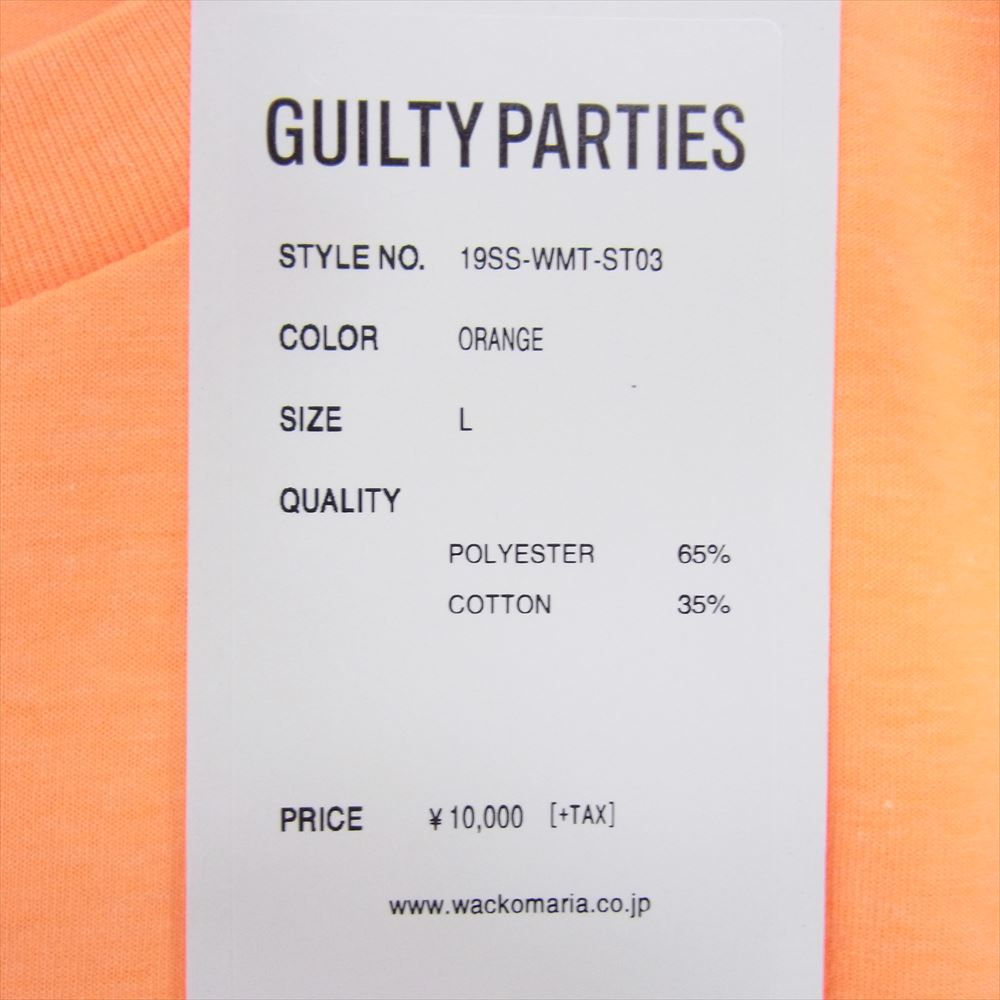 GUILTY PARTIES
STYLE NO. 19SS-WMT-ST03
COLOR ORANGE
SIZE L
QUALITY
POLYESTER 65%
COTTON 35%
PRICE ¥10,000 [+TAX]
www.wackomaria.co.jp